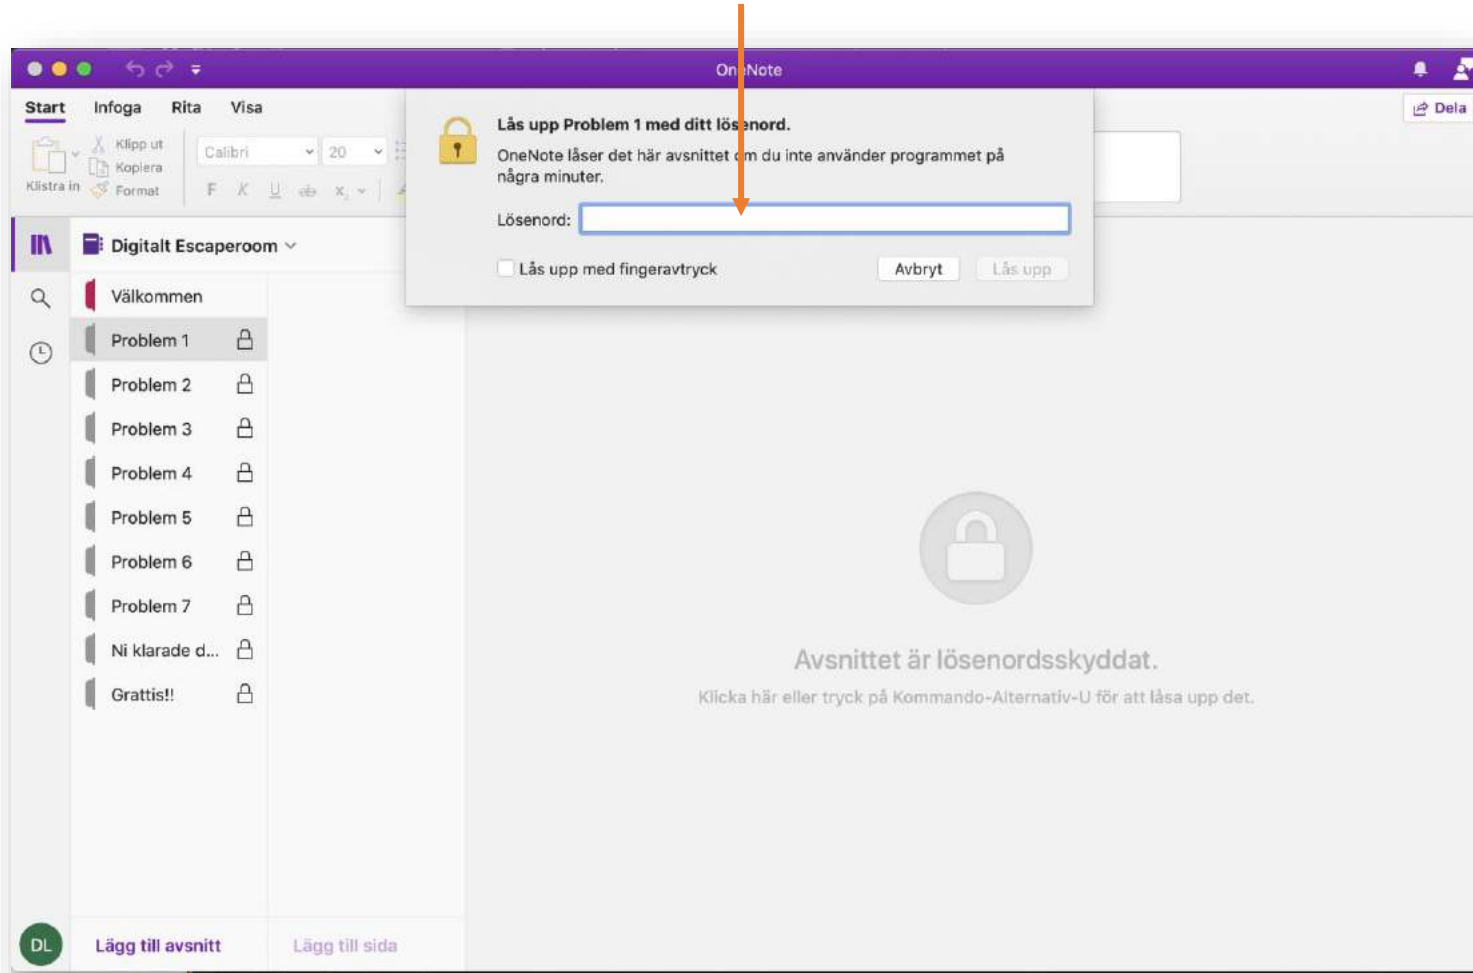 OneNote
Start Infoga Rita Visa
Dela
Klipp ut
Kopiera
Format
Klistra in
Calibri 20
F K U ab x
Lås upp Problem 1 med ditt lösenord.
OneNote låser det här avsnittet om du inte använder programmet på
några minuter.
Lösenord:
Lås upp med fingeravtryck
Avbryt Lås upp
Digitalt Escaperoom
Välkommen
Problem 1
Problem 2
Problem 3
Problem 4
Problem 5
Problem 6
Problem 7
Ni klarade d...
Grattis!!
Avsnittet är lösenordsskyddat.
Klicka här eller tryck på Kommando-Alternativ-U för att låsa upp det.
DL
Lägg till avsnitt Lägg till sida